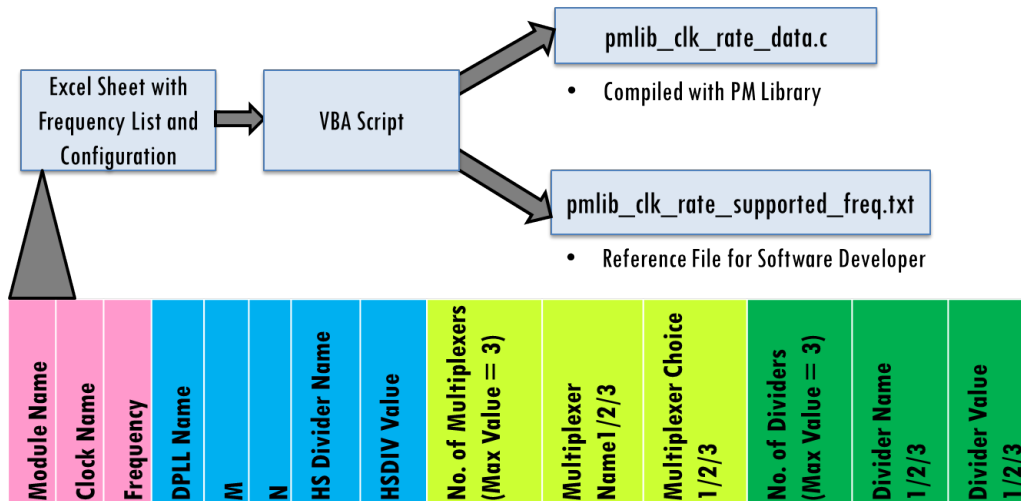 pmlib_clk_rate_data.c
• Compiled with PM Library
Excel Sheet with
Frequency List and
Configuration
VBA Script
pmlib_clk_rate_supported_freq.txt
• Reference File for Software Developer
Module Name
Clock Name
Frequency
DPLL Name
M
N
HS Divider Name
HSDIV Value
No. of Multiplexers
(Max Value = 3)
Multiplexer
Name1/2/3
Multiplexer Choice
1/2/3
No. of Dividers
(Max Value = 3)
Divider Name
1/2/3
Divider Value
1/2/3